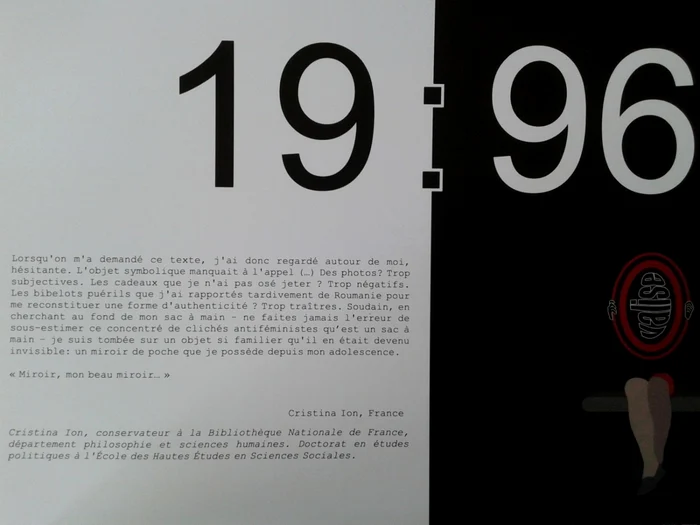 19:96
Lorsqu'on m'a demandé ce texte, j'ai donc regardé autour de moi,
hésitante. L'objet symbolique manquait à l'appel (…) Des photos? Trop
subjectives. Les cadeaux que je n'ai pas osé jeter ? Trop négatifs.
Les bibelots puérils que j'ai rapportés tardivement de Roumanie pour
me reconstituer une forme d'authenticité ? Trop traîtres. Soudain, en
cherchant au fond de mon sac à main - ne faites jamais l'erreur de
sous-estimer ce concentré de clichés antiféministes qu'est un sac à
main - je suis tombée sur un objet si familier qu'il en était devenu
invisible: un miroir de poche que je possède depuis mon adolescence.
« Miroir, mon beau miroir… »
Cristina Ion, France
Cristina Ion, conservateur à la Bibliothèque Nationale de France,
département philosophie et sciences humaines. Doctorat en études
politiques à l'École des Hautes Études en Sciences Sociales.
valise